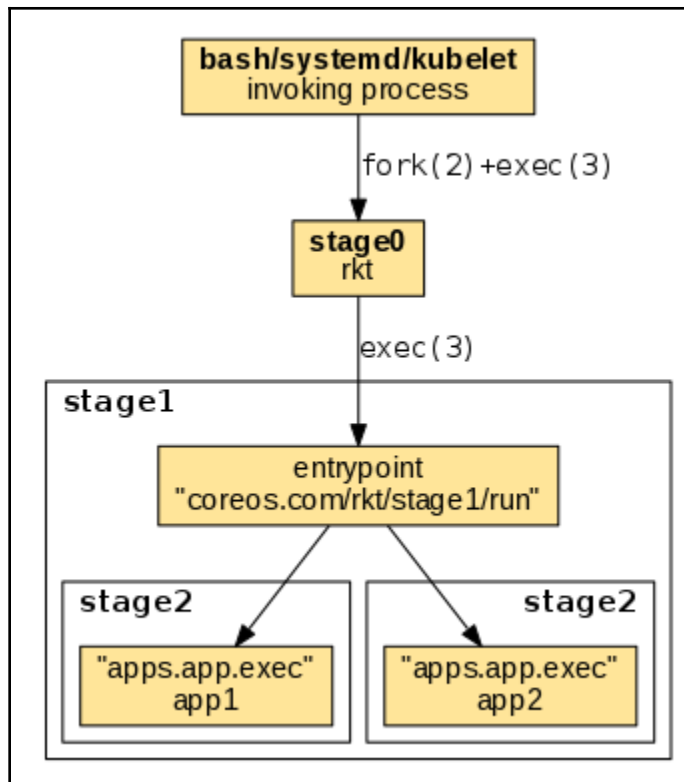 bash/systemd/kubelet
invoking process
fork(2)+exec(3)
stage0
rkt
exec(3)
stage1
entrypoint
"coreos.com/rkt/stage1/run"
stage2
"apps.app.exec"
app1
stage2
"apps.app.exec"
app2